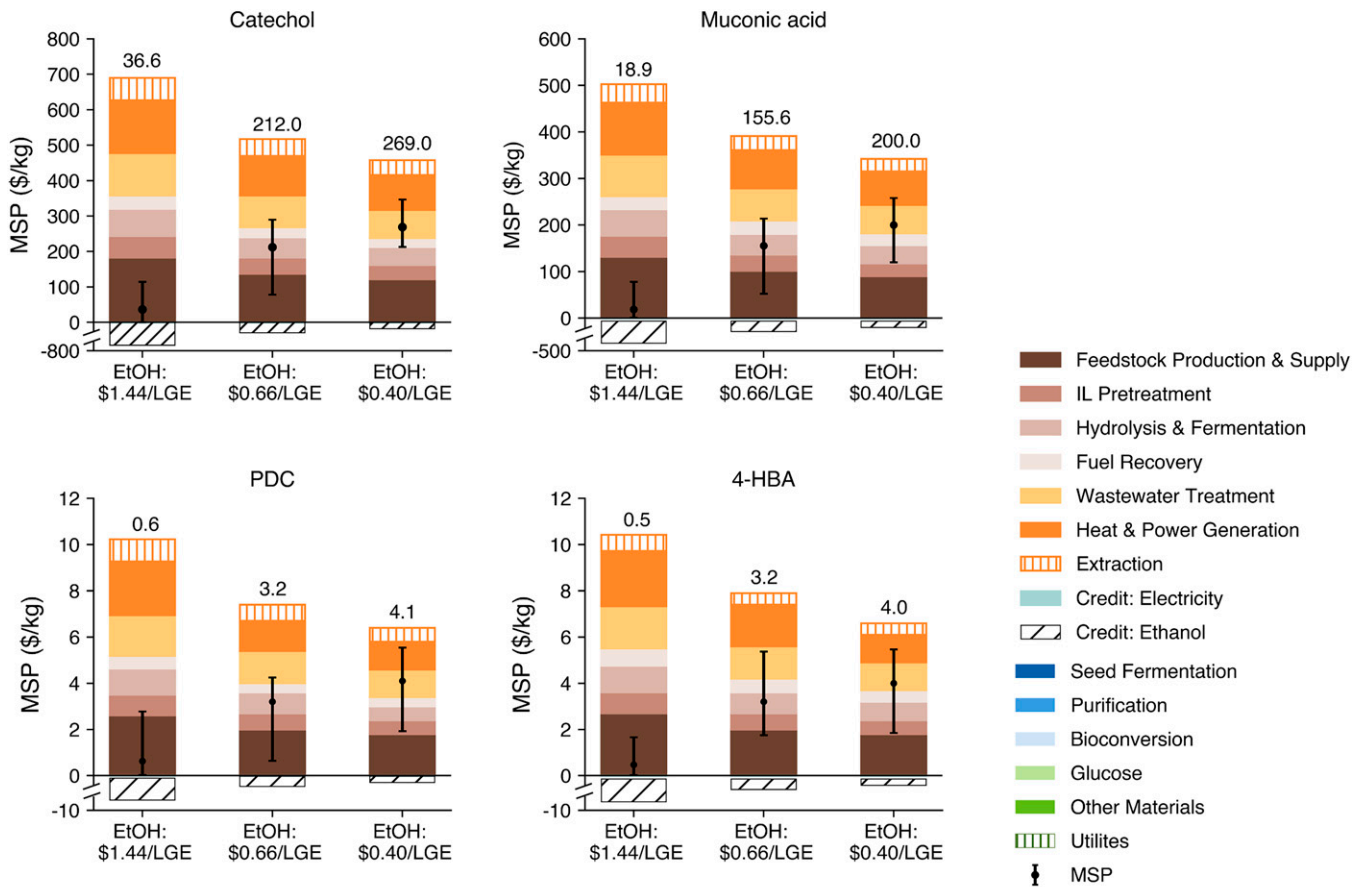 Catechol
MSP ($/kg)
800
700
600
500
400
300
200
100
0
-800
36.6
212.0
269.0
EtOH:
$1.44/LGE
EtOH:
$0.66/LGE
EtOH:
$0.40/LGE
Muconic acid
MSP ($/kg)
600
500
400
300
200
100
0
-500
18.9
155.6
200.0
EtOH:
$1.44/LGE
EtOH:
$0.66/LGE
EtOH:
$0.40/LGE
PDC
MSP ($/kg)
12
10
8
6
4
2
0
-10
0.6
3.2
4.1
EtOH:
$1.44/LGE
EtOH:
$0.66/LGE
EtOH:
$0.40/LGE
4-HBA
MSP ($/kg)
12
10
8
6
4
2
0
-10
0.5
3.2
4.0
EtOH:
$1.44/LGE
EtOH:
$0.66/LGE
EtOH:
$0.40/LGE
Feedstock Production & Supply
IL Pretreatment
Hydrolysis & Fermentation
Fuel Recovery
Wastewater Treatment
Heat & Power Generation
Extraction
Credit: Electricity
Credit: Ethanol
Seed Fermentation
Purification
Bioconversion
Glucose
Other Materials
Utilites
MSP